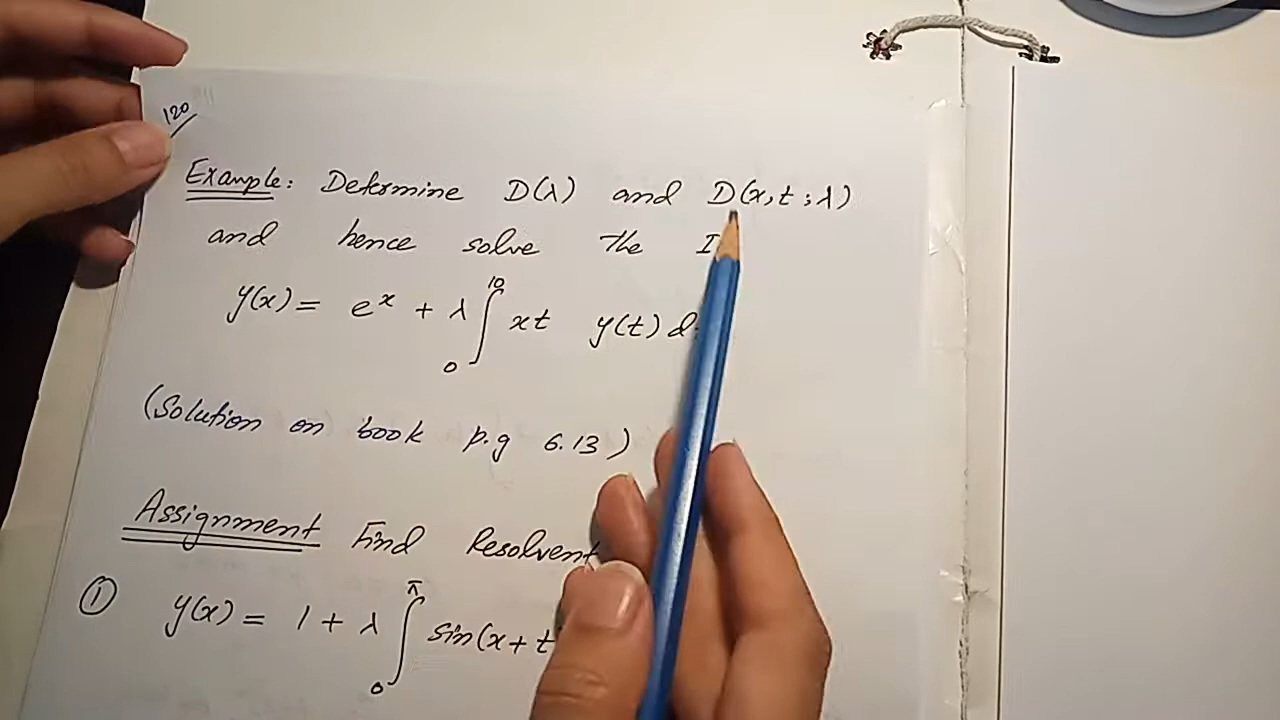 120
Example: Determine D(λ) and D(x,t;λ)
and hence solve the
y(x) = e^x + λ ∫_0^10 xt y(t) d
(Solution on book p.g 6.13)
Assignment Find Resolvent
① y(x) = 1 + λ ∫_0^π sin(x+t